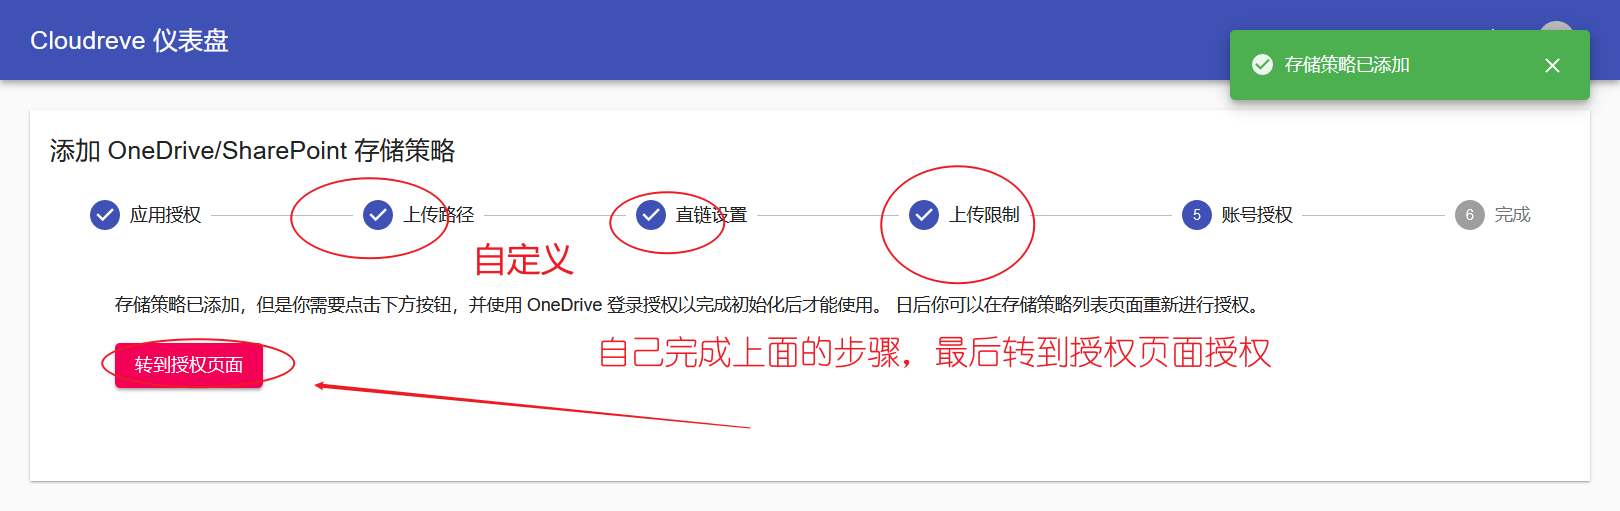 Cloudreve 仪表盘
存储策略已添加
添加 OneDrive/SharePoint 存储策略
应用授权
上传路径
直链设置
上传限制
5 账号授权
6 完成
自定义
存储策略已添加，但是你需要点击下方按钮，并使用 OneDrive 登录授权以完成初始化后才能使用。 日后你可以在存储策略列表页面重新进行授权。
自己完成上面的步骤，最后转到授权页面授权
转到授权页面